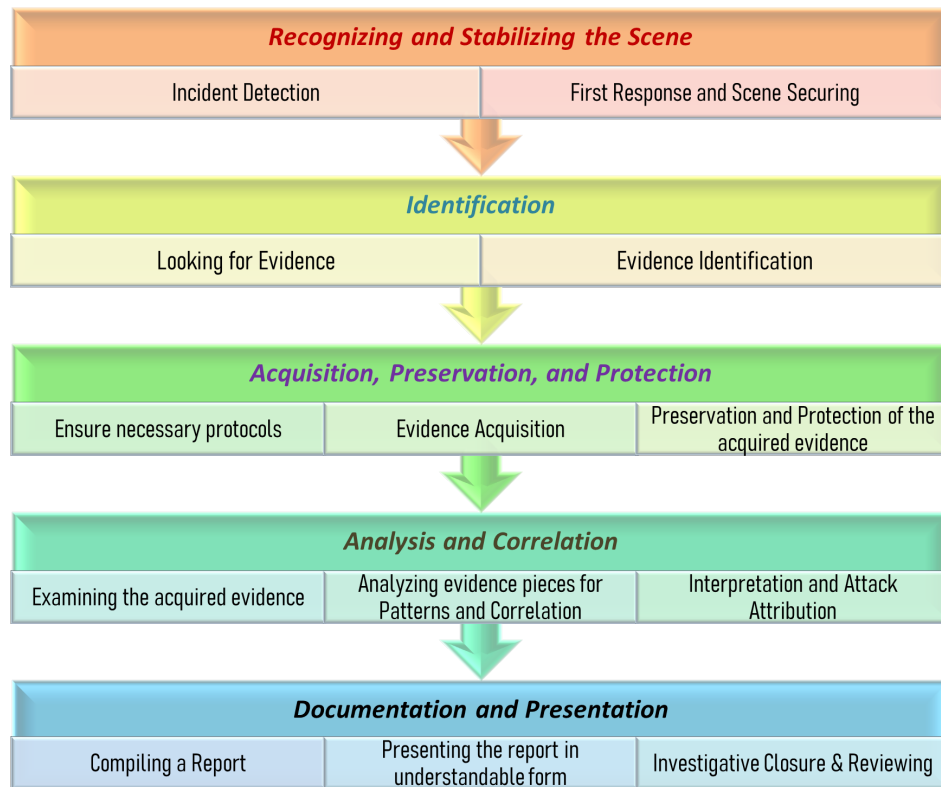 Recognizing and Stabilizing the Scene
Incident Detection
First Response and Scene Securing
Identification
Looking for Evidence
Evidence Identification
Acquisition, Preservation, and Protection
Ensure necessary protocols
Evidence Acquisition
Preservation and Protection of the
acquired evidence
Analysis and Correlation
Examining the acquired evidence
Analyzing evidence pieces for
Patterns and Correlation
Interpretation and Attack
Attribution
Documentation and Presentation
Compiling a Report
Presenting the report in
understandable form
Investigative Closure & Reviewing